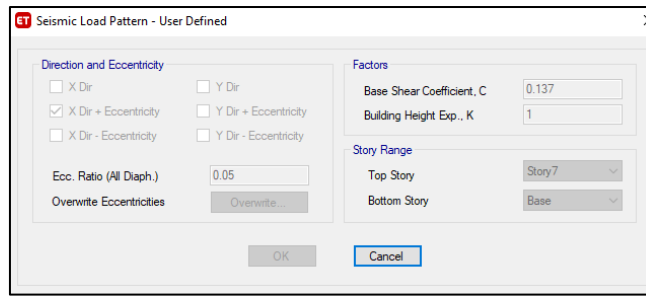 ET Seismic Load Pattern - User Defined
Direction and Eccentricity
X Dir Y Dir
X Dir + Eccentricity Y Dir + Eccentricity
X Dir - Eccentricity Y Dir - Eccentricity
Ecc. Ratio (All Diaph.) 0.05
Overwrite Eccentricities Overwrite...
Factors
Base Shear Coefficient, C 0.137
Building Height Exp., K 1
Story Range
Top Story Story7
Bottom Story Base
OK Cancel